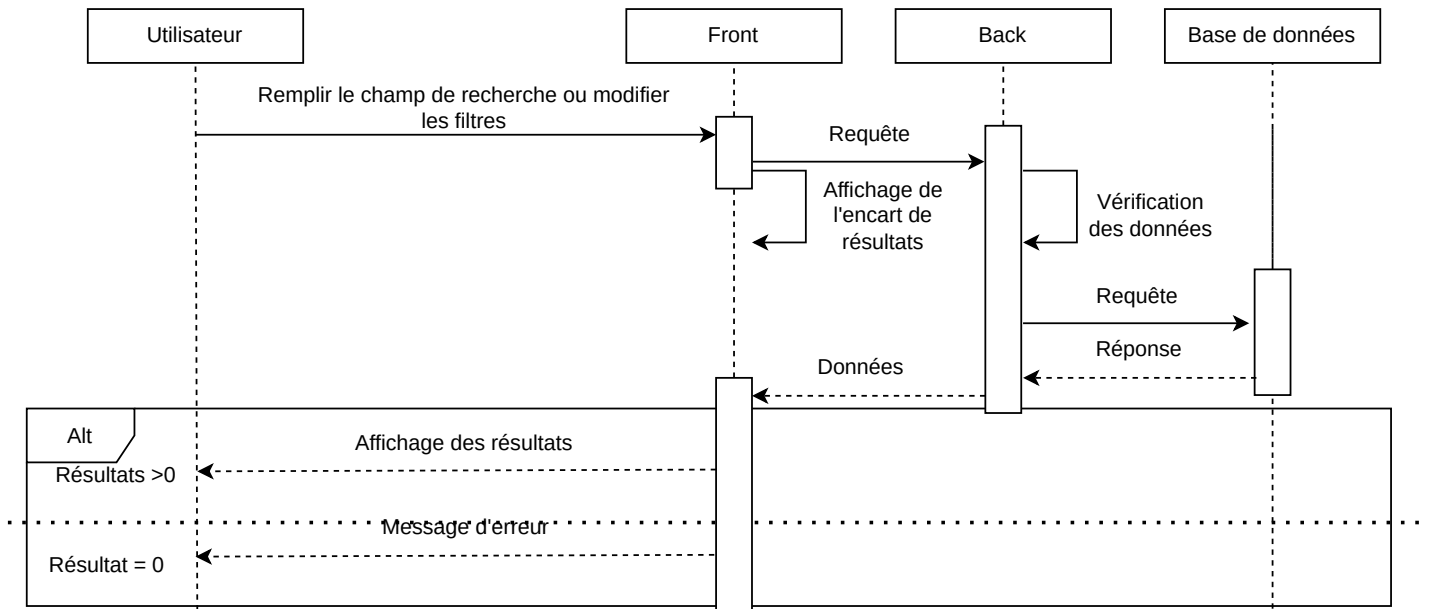 Utilisateur
Front
Back
Base de données
Remplir le champ de recherche ou modifier
les filtres
Requête
Affichage de
l'encart de
résultats
Vérification
des données
Requête
Réponse
Données
Alt
Affichage des résultats
Résultats >0
Message d'erreur
Résultat = 0